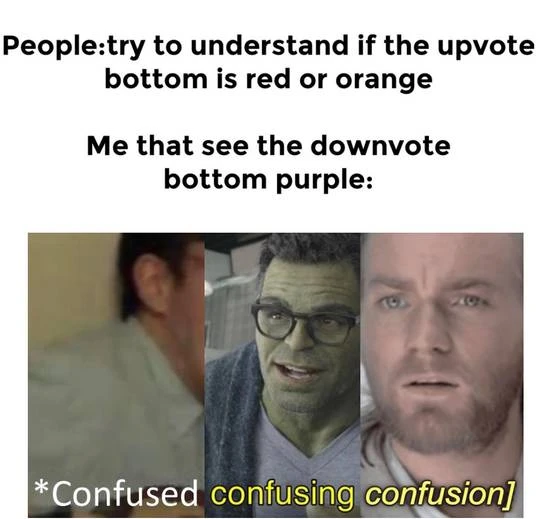 People:try to understand if the upvote
bottom is red or orange
Me that see the downvote
bottom purple:
*Confused confusing confusion]